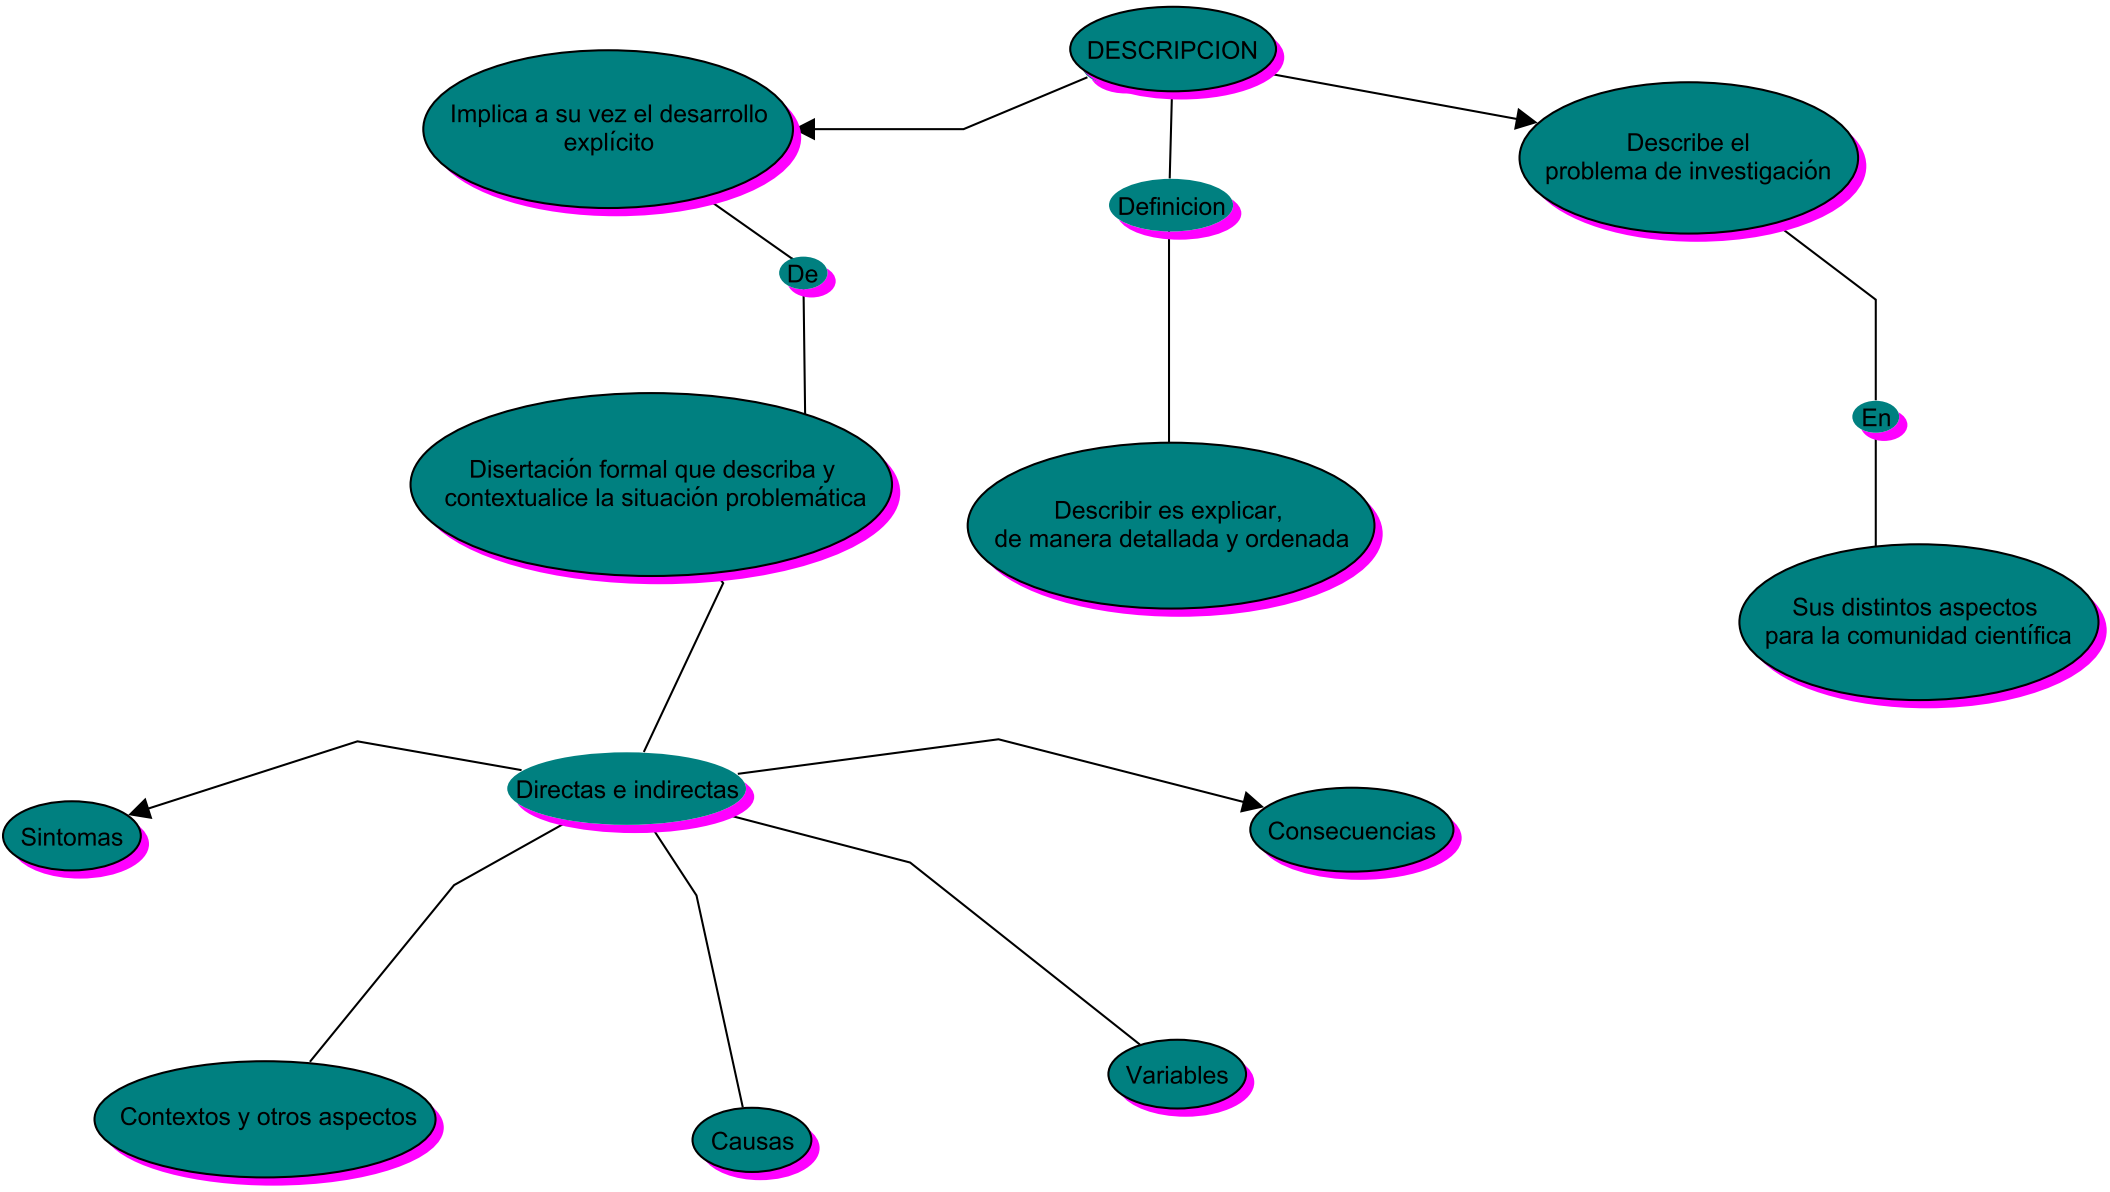 DESCRIPCION
Implica a su vez el desarrollo
explícito
Describe el
problema de investigación
Definicion
De
En
Disertación formal que describa y
contextualice la situación problemática
Describir es explicar,
de manera detallada y ordenada
Sus distintos aspectos
para la comunidad científica
Directas e indirectas
Sintomas
Consecuencias
Contextos y otros aspectos
Causas
Variables